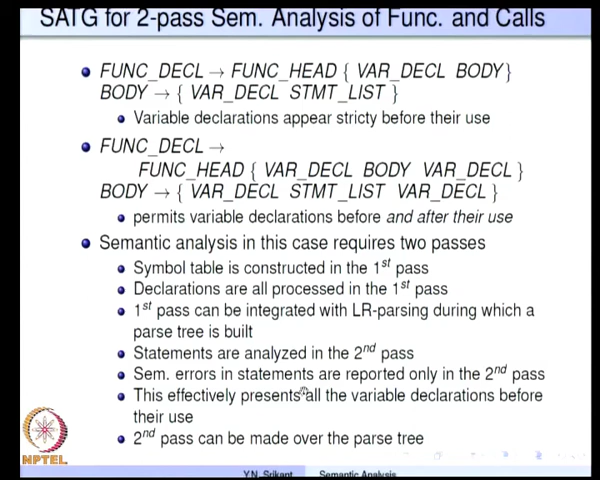 SATG for 2-pass Sem. Analysis of Func. and Calls
FUNC_DECL → FUNC_HEAD { VAR_DECL BODY }
BODY → { VAR_DECL STMT_LIST }
Variable declarations appear stricty before their use
FUNC_DECL →
FUNC_HEAD { VAR_DECL BODY VAR_DECL }
BODY → { VAR_DECL STMT_LIST VAR_DECL }
permits variable declarations before and after their use
Semantic analysis in this case requires two passes
Symbol table is constructed in the 1st pass
Declarations are all processed in the 1st pass
1st pass can be integrated with LR-parsing during which a
parse tree is built
Statements are analyzed in the 2nd pass
Sem. errors in statements are reported only in the 2nd pass
This effectively presents all the variable declarations before
their use
2nd pass can be made over the parse tree
NPTEL
Y.N. Srikant Semantic Analysis